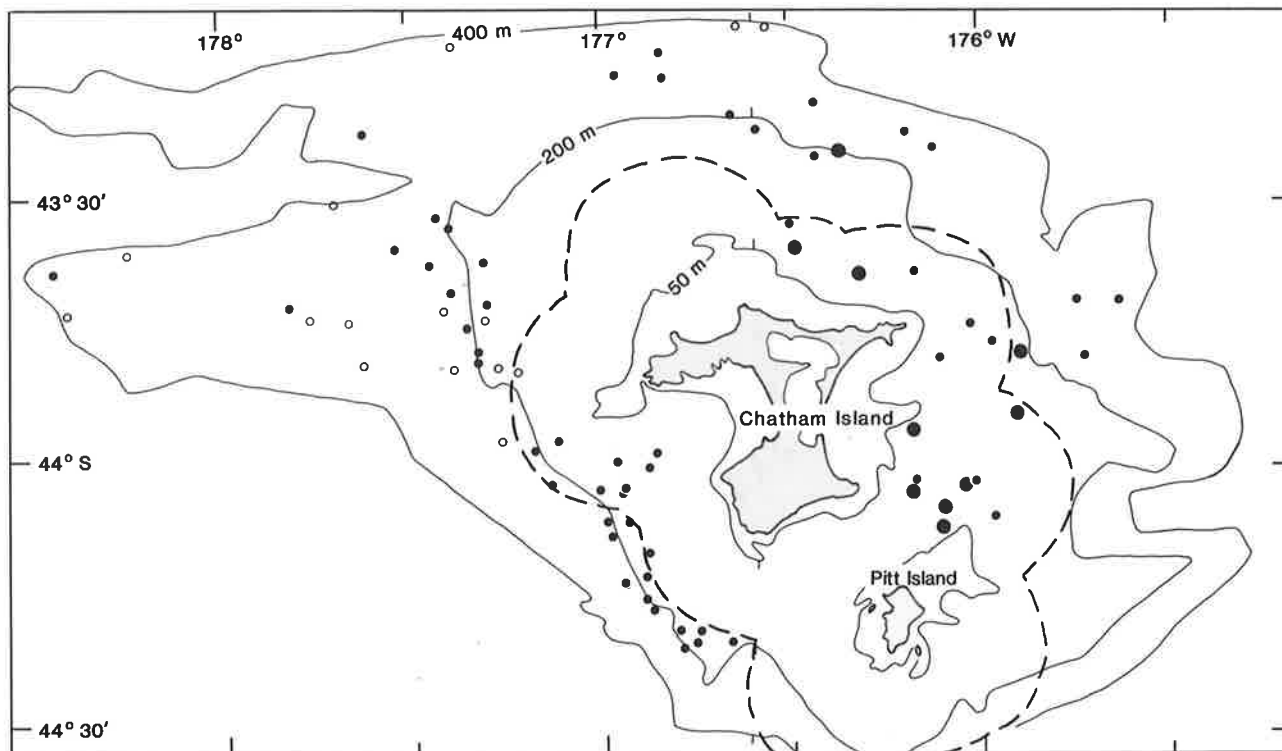 178°
400 m
177°
176° W
200 m
43° 30'
50 m
Chatham Island
44° S
Pitt Island
44° 30'